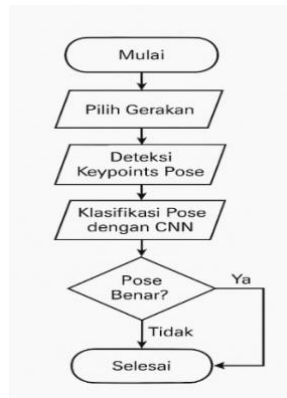 Mulai
Pilih Gerakan
Deteksi
Keypoints Pose
Klasifikasi Pose
dengan CNN
Pose
Benar?
Ya
Tidak
Selesai